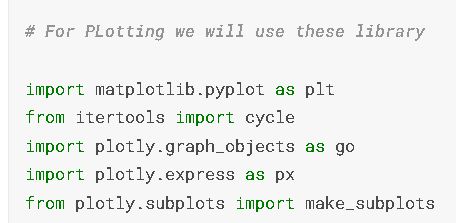 # For PLotting we will use these library
import matplotlib.pyplot as plt
from itertools import cycle
import plotly.graph_objects as go
import plotly.express as px
from plotly.subplots import make_subplots